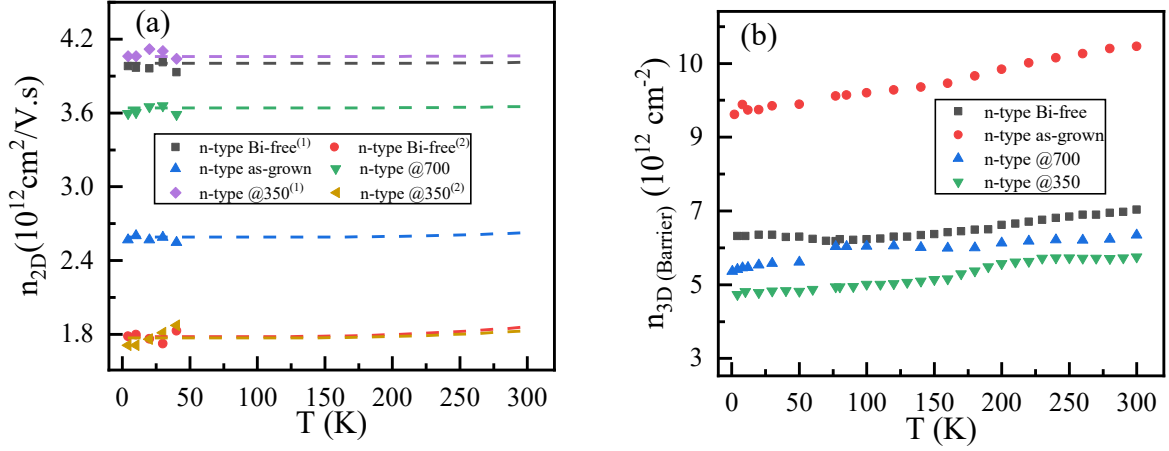 (a)
4.2
3.6
3.0
2.4
1.8
n2D(10^12cm^2/V.s)
n-type Bi-free(1) n-type Bi-free(2)
n-type as-grown n-type @700
n-type @350(1) n-type @350(2)
0 50 100 150 200 250 300
T (K)
(b)
10
9
7
6
4
3
n3D (Barrier) (10^12 cm^-2)
n-type Bi-free
n-type as-grown
n-type @700
n-type @350
0 50 100 150 200 250 300
T (K)